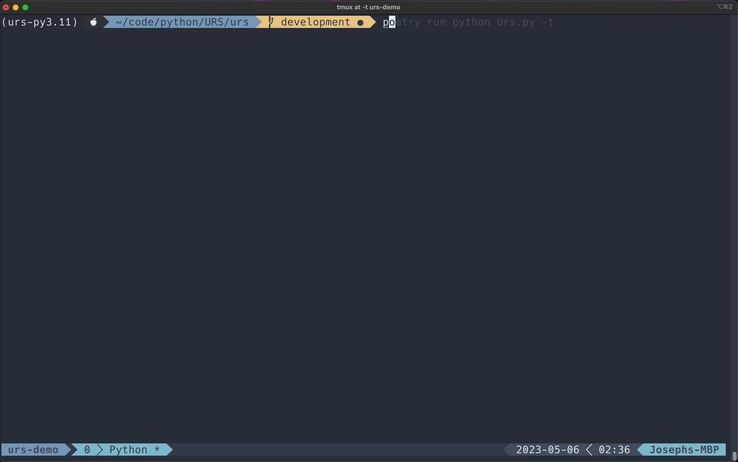 tmux at -t urs-demo
⌥⌘2
(urs-py3.11) ~/code/python/URS/urs development ● poetry run python Urs.py -t
urs-demo 0 Python * 2023-05-06 02:36 Josephs-MBP